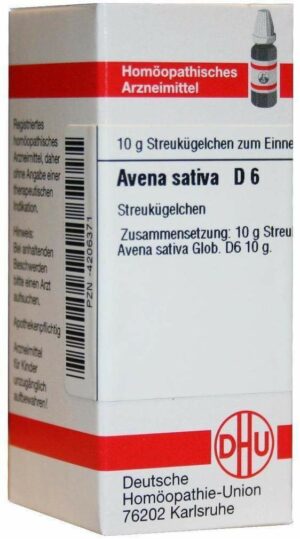 Homöopathisches
Arzneimittel
10 g Streukügelchen zum Einne
Avena sativa D 6
Streukügelchen
Zusammensetzung: 10 g Streu
Avena sativa Glob. D6 10 g.
DHU
Deutsche
Homöopathie-Union
76202 Karlsruhe
Registriertes
homöopathisches
Arzneimittel, daher
ohne Angabe einer
therapeutischen
Indikation.
Hinweis:
Bei anhaltenden
Beschwerden
bitte einen Arzt
aufsuchen.
Apothekenpflichtig
Arzneimittel
für Kinder
unzugänglich
aufbewahren!
PZN -4206371